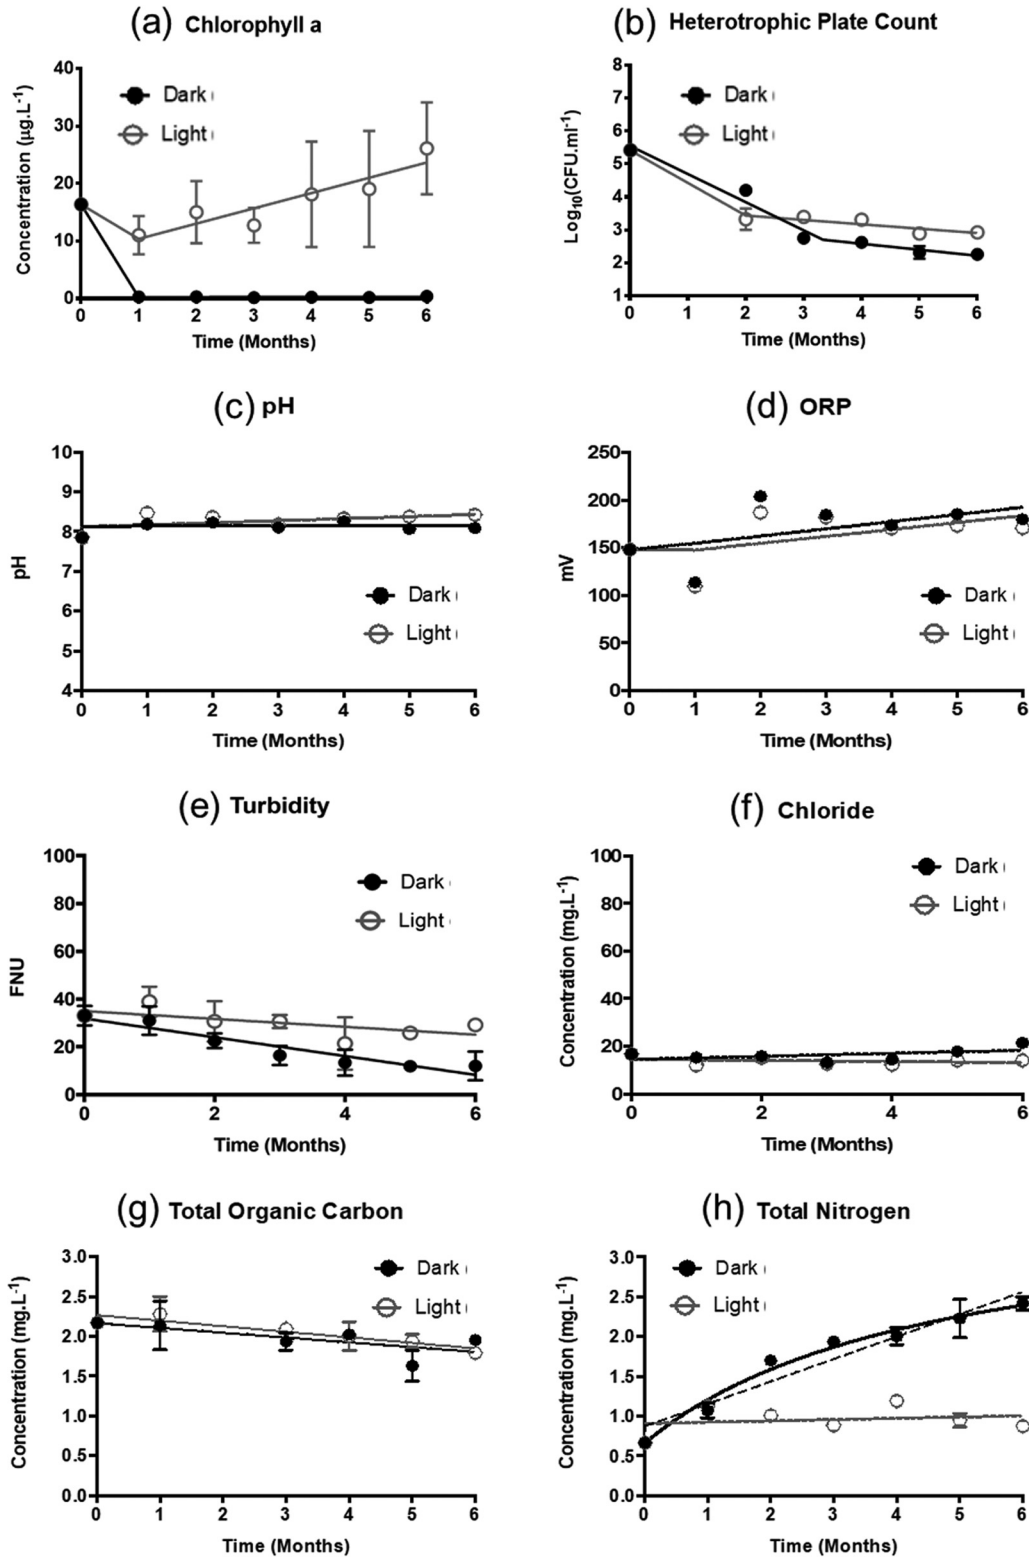 (a) Chlorophyll a
Concentration (µg.L-1)
40
30
20
10
0
Dark
Light
0 1 2 3 4 5 6
Time (Months)
(b) Heterotrophic Plate Count
Log10(CFU.ml-1)
8
7
6
5
4
3
2
1
Dark
Light
0 1 2 3 4 5 6
Time (Months)
(c) pH
pH
10
9
8
7
6
5
4
Dark
Light
0 1 2 3 4 5 6
Time (Months)
(d) ORP
mV
250
200
150
100
50
0
Dark
Light
0 1 2 3 4 5 6
Time (Months)
(e) Turbidity
FNU
100
80
60
40
20
0
Dark
Light
0 2 4 6
Time (Months)
(f) Chloride
Concentration (mg.L-1)
100
80
60
40
20
0
Dark
Light
0 2 4 6
Time (Months)
(g) Total Organic Carbon
Concentration (mg.L-1)
3.0
2.5
2.0
1.5
1.0
0.5
0.0
Dark
Light
0 1 2 3 4 5 6
Time (Months)
(h) Total Nitrogen
Concentration (mg.L-1)
3.0
2.5
2.0
1.5
1.0
0.5
0.0
Dark
Light
0 1 2 3 4 5 6
Time (Months)